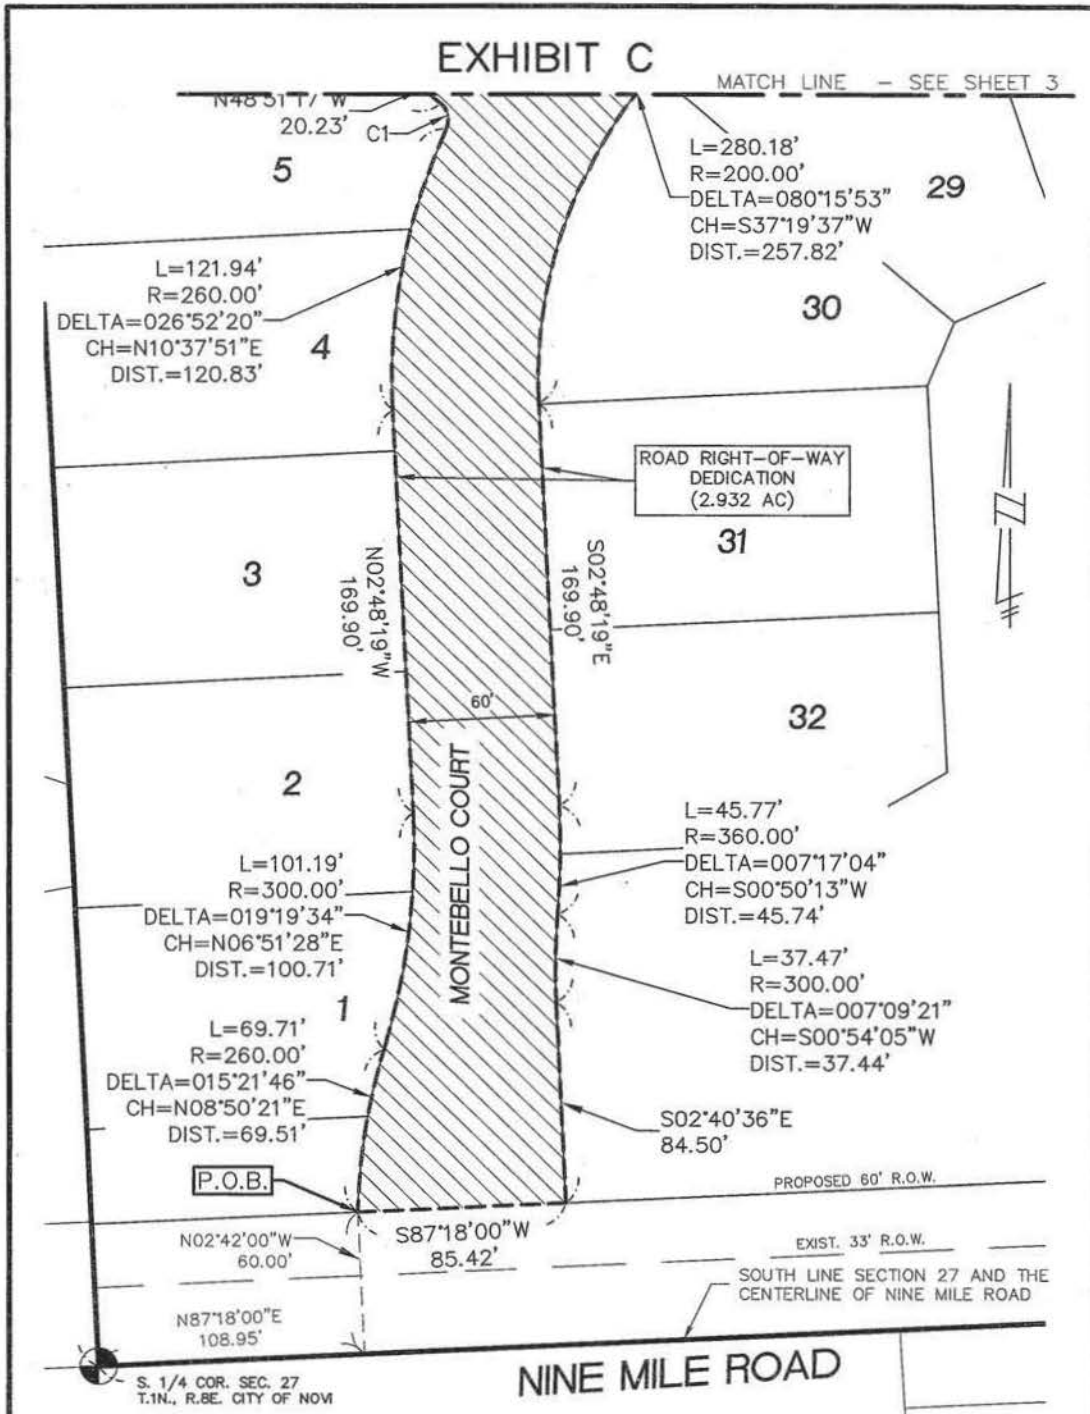 EXHIBIT C
MATCH LINE – SEE SHEET 3
N48°51'17"W
20.23'
C1
5
L=280.18'
R=200.00'
DELTA=080°15'53"
CH=S37°19'37"W
DIST.=257.82'
29
L=121.94'
R=260.00'
DELTA=026°52'20"
CH=N10°37'51"E
DIST.=120.83'
4
30
ROAD RIGHT-OF-WAY
DEDICATION
(2.932 AC)
31
3
N02°48'19"W
169.90'
S02°48'19"E
169.90'
60'
32
2
MONTEBELLO COURT
L=45.77'
R=360.00'
DELTA=007°17'04"
CH=S00°50'13"W
DIST.=45.74'
L=101.19'
R=300.00'
DELTA=019°19'34"
CH=N06°51'28"E
DIST.=100.71'
L=37.47'
R=300.00'
DELTA=007°09'21"
CH=S00°54'05"W
DIST.=37.44'
1
L=69.71'
R=260.00'
DELTA=015°21'46"
CH=N08°50'21"E
DIST.=69.51'
S02°40'36"E
84.50'
P.O.B.
PROPOSED 60' R.O.W.
N02°42'00"W
60.00'
S87°18'00"W
85.42'
EXIST. 33' R.O.W.
SOUTH LINE SECTION 27 AND THE
CENTERLINE OF NINE MILE ROAD
N87°18'00"E
108.95'
NINE MILE ROAD
S. 1/4 COR. SEC. 27
T.1N., R.8E. CITY OF NOVI